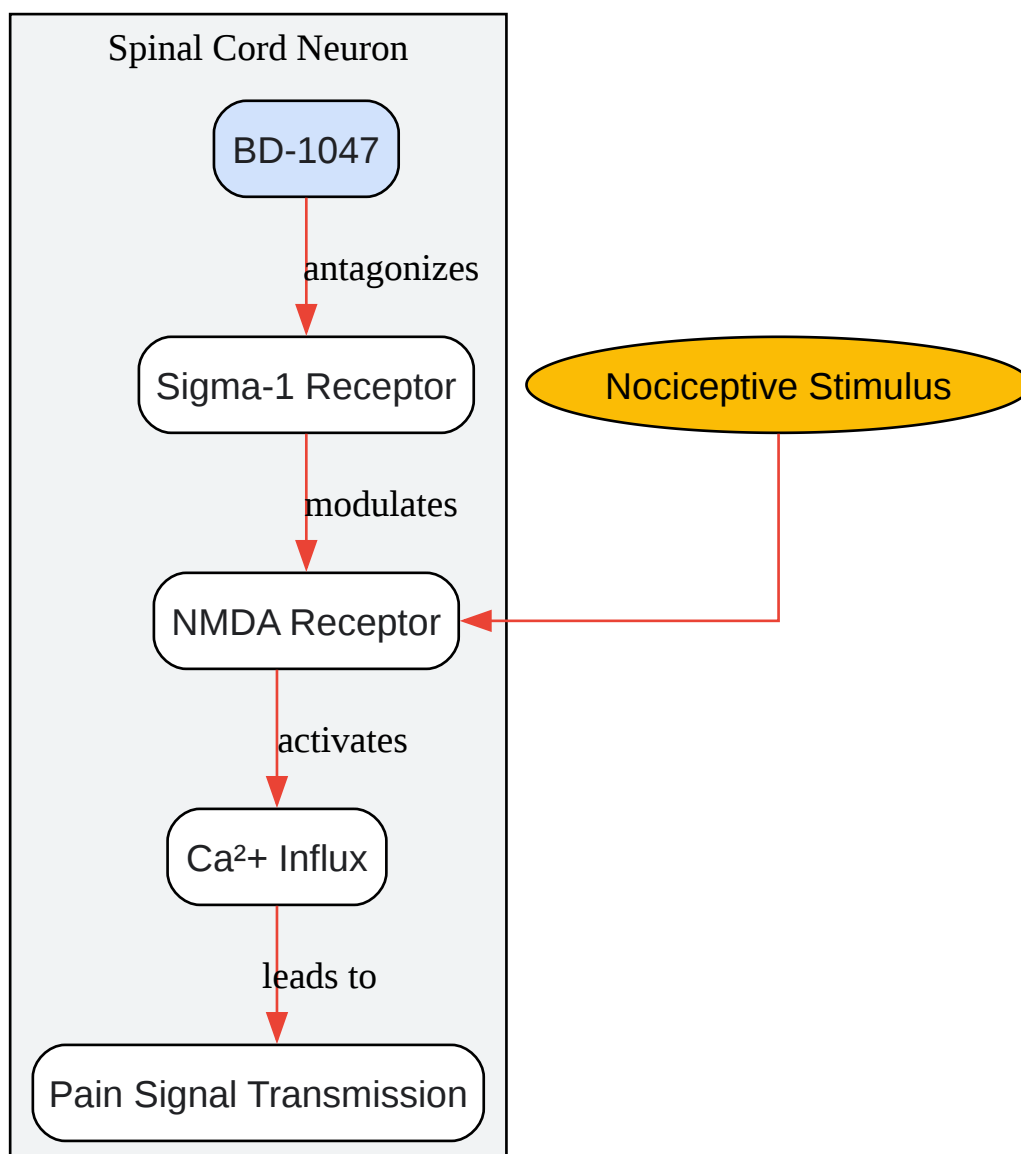 Spinal Cord Neuron
BD-1047
antagonizes
Sigma-1 Receptor
Nociceptive Stimulus
modulates
NMDA Receptor
activates
Ca²+ Influx
leads to
Pain Signal Transmission